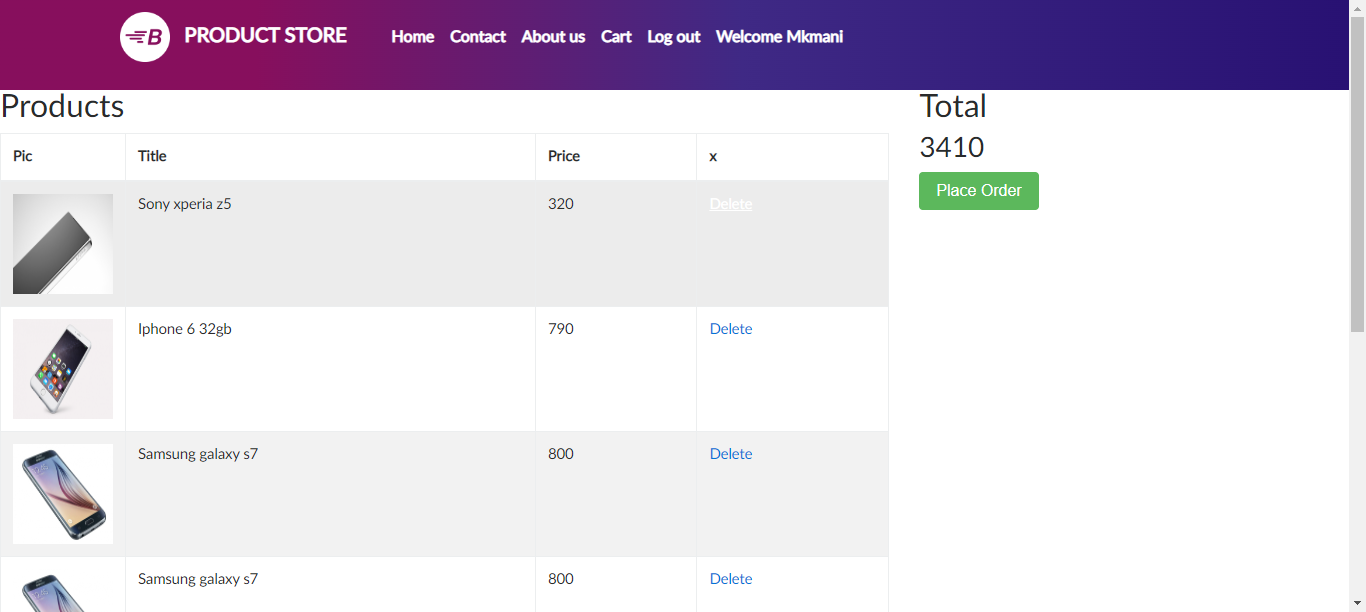 B PRODUCT STORE Home Contact About us Cart Log out Welcome Mkmani
Products
Total
3410
Place Order
Pic Title Price x
Sony xperia z5 320 Delete
Iphone 6 32gb 790 Delete
Samsung galaxy s7 800 Delete
Samsung galaxy s7 800 Delete